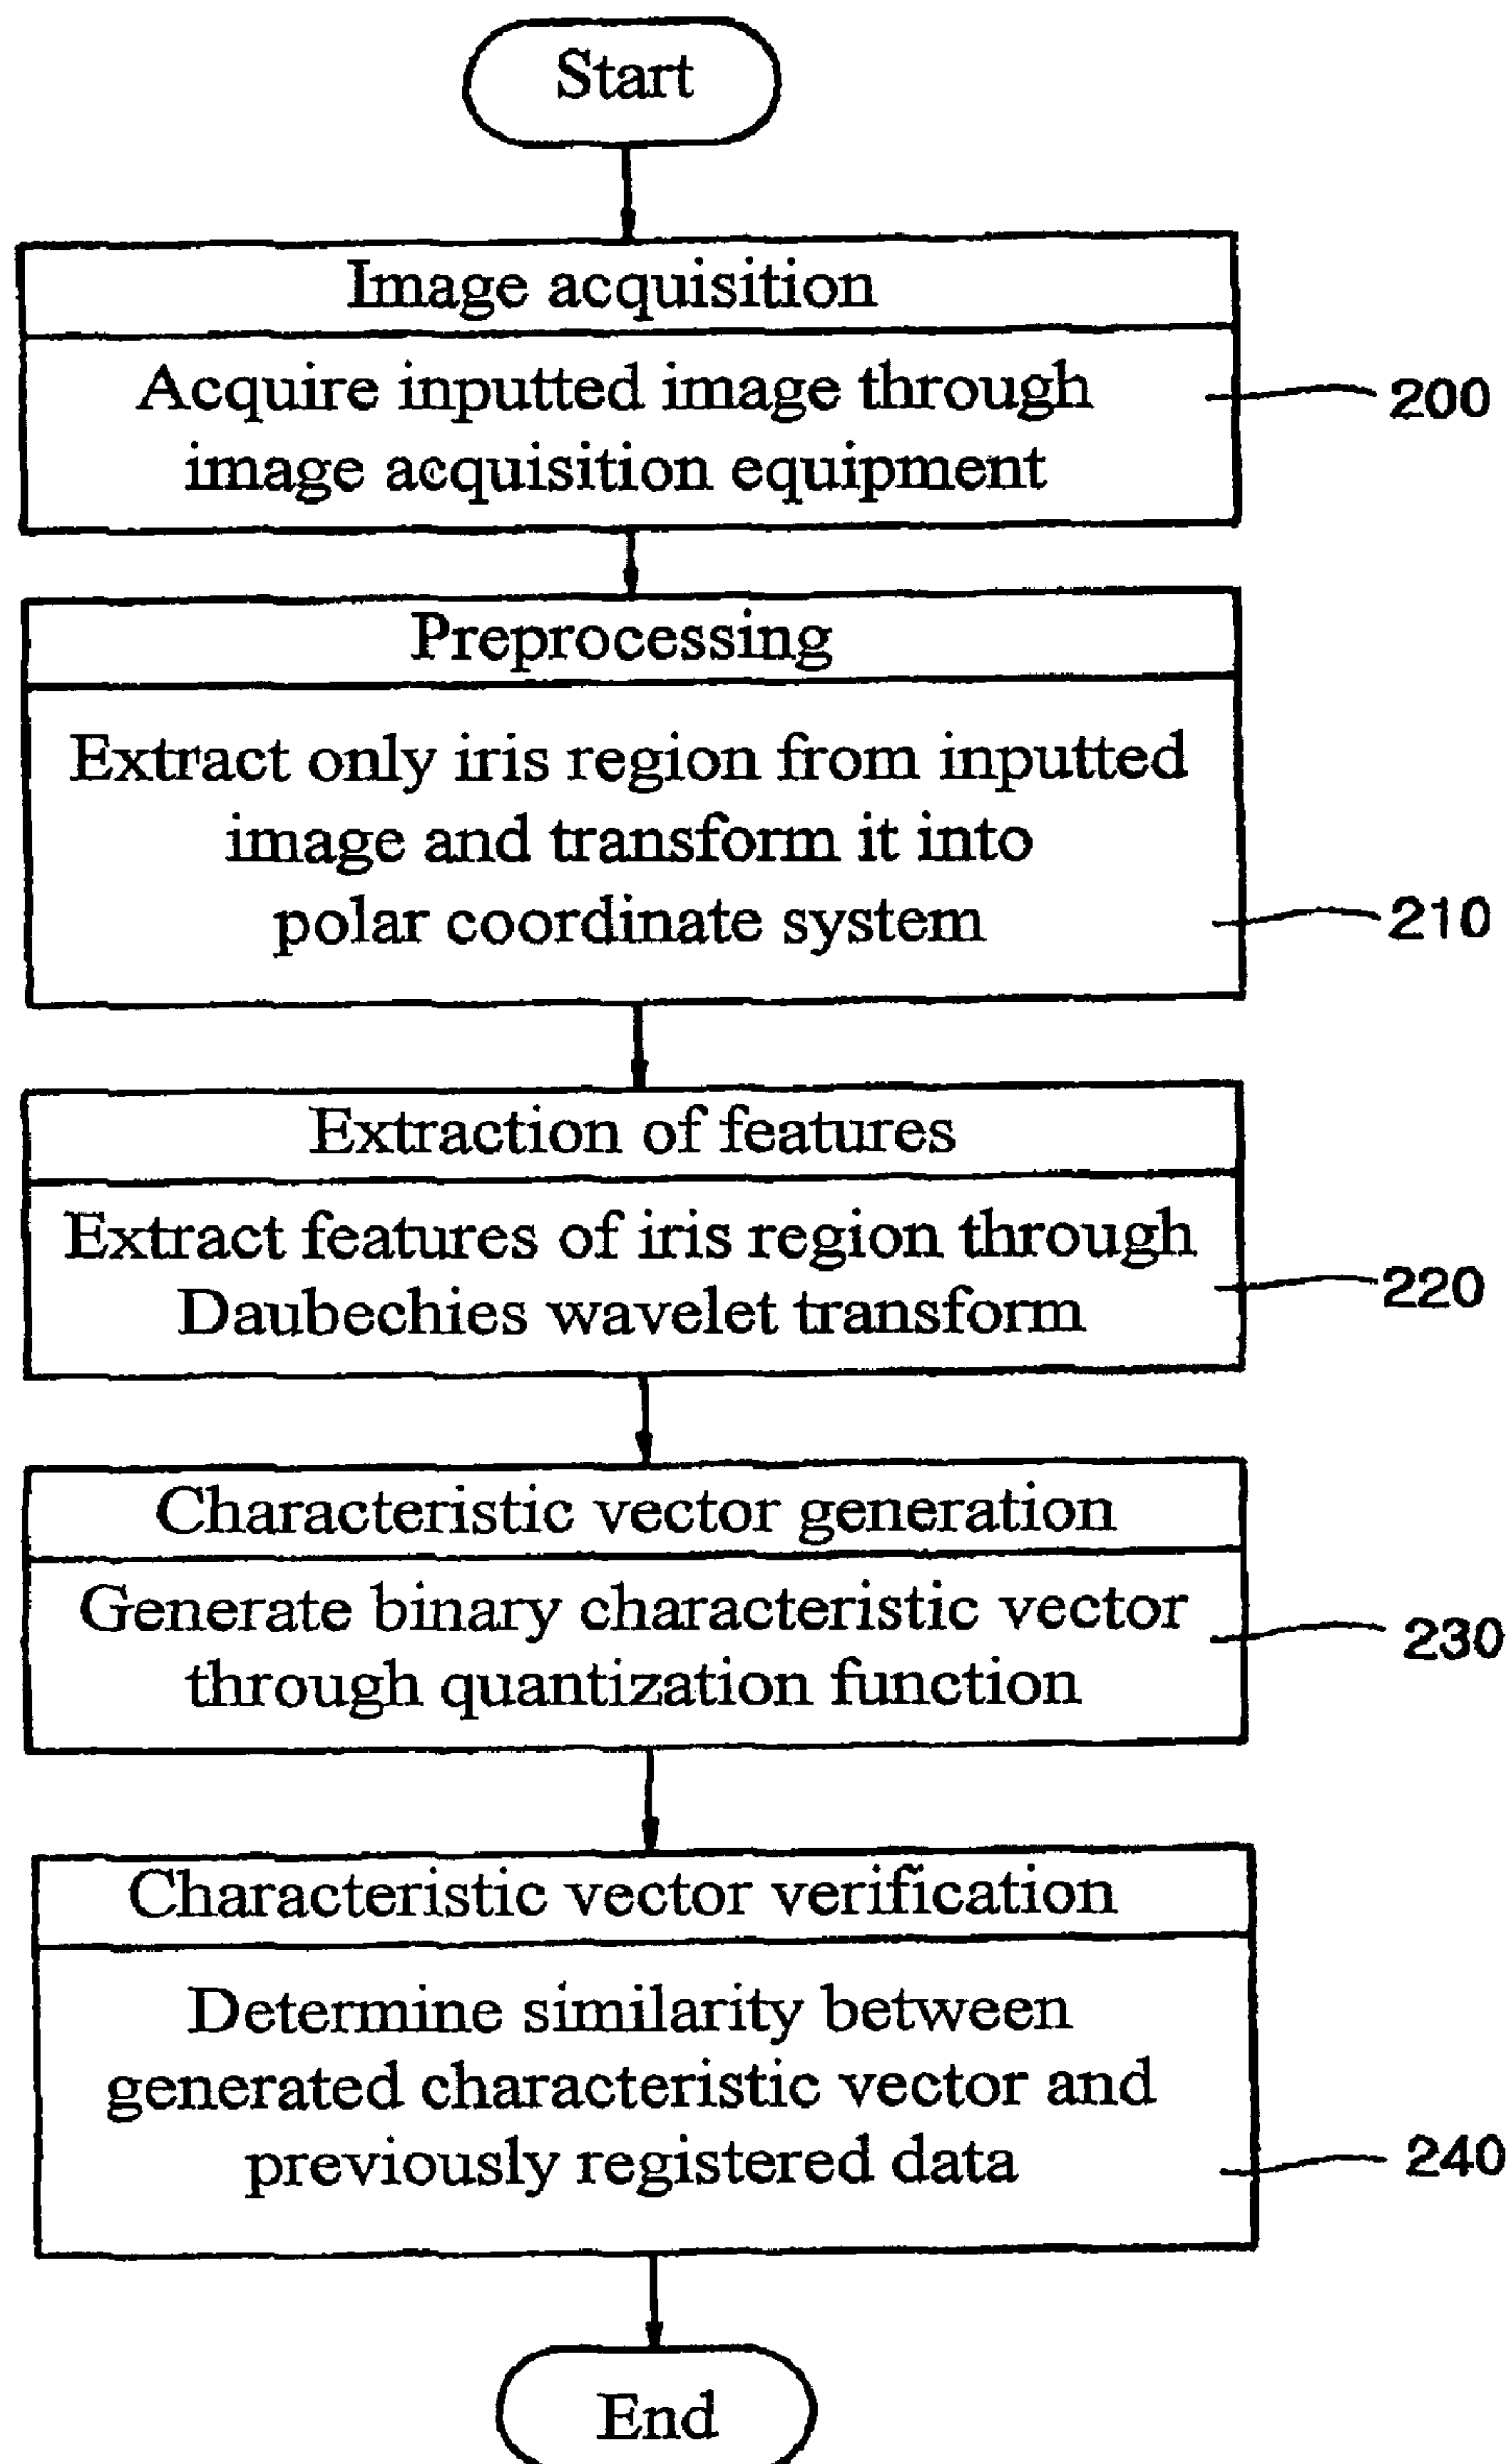 Start
Image acquisition
Acquire inputted image through
image acquisition equipment
200
Preprocessing
Extract only iris region from inputted
image and transform it into
polar coordinate system
210
Extraction of features
Extract features of iris region through
Daubechies wavelet transform
220
Characteristic vector generation
Generate binary characteristic vector
through quantization function
230
Characteristic vector verification
Determine similarity between
generated characteristic vector and
previously registered data
240
End